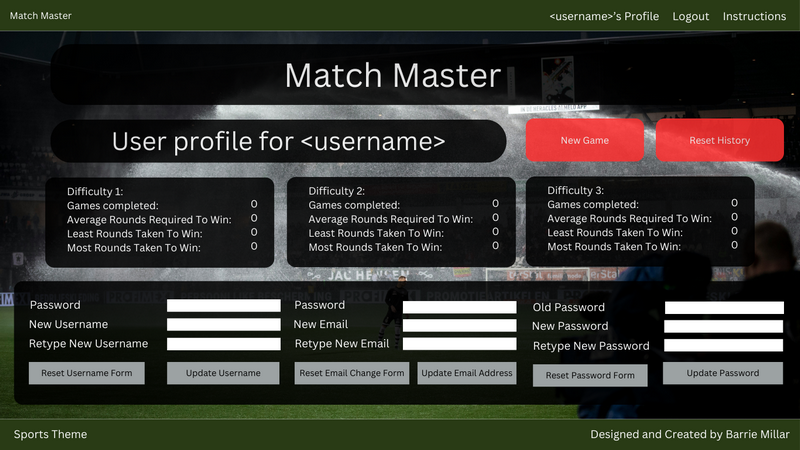 Match Master
<username>'s Profile Logout Instructions
Match Master
User profile for <username>
New Game
Reset History
Difficulty 1:
Games completed: 0
Average Rounds Required To Win: 0
Least Rounds Taken To Win: 0
Most Rounds Taken To Win: 0
Difficulty 2:
Games completed: 0
Average Rounds Required To Win: 0
Least Rounds Taken To Win: 0
Most Rounds Taken To Win: 0
Difficulty 3:
Games completed: 0
Average Rounds Required To Win: 0
Least Rounds Taken To Win: 0
Most Rounds Taken To Win: 0
Password
New Username
Retype New Username
Reset Username Form
Update Username
Password
New Email
Retype New Email
Reset Email Change Form
Update Email Address
Old Password
New Password
Retype New Password
Reset Password Form
Update Password
Sports Theme
Designed and Created by Barrie Millar